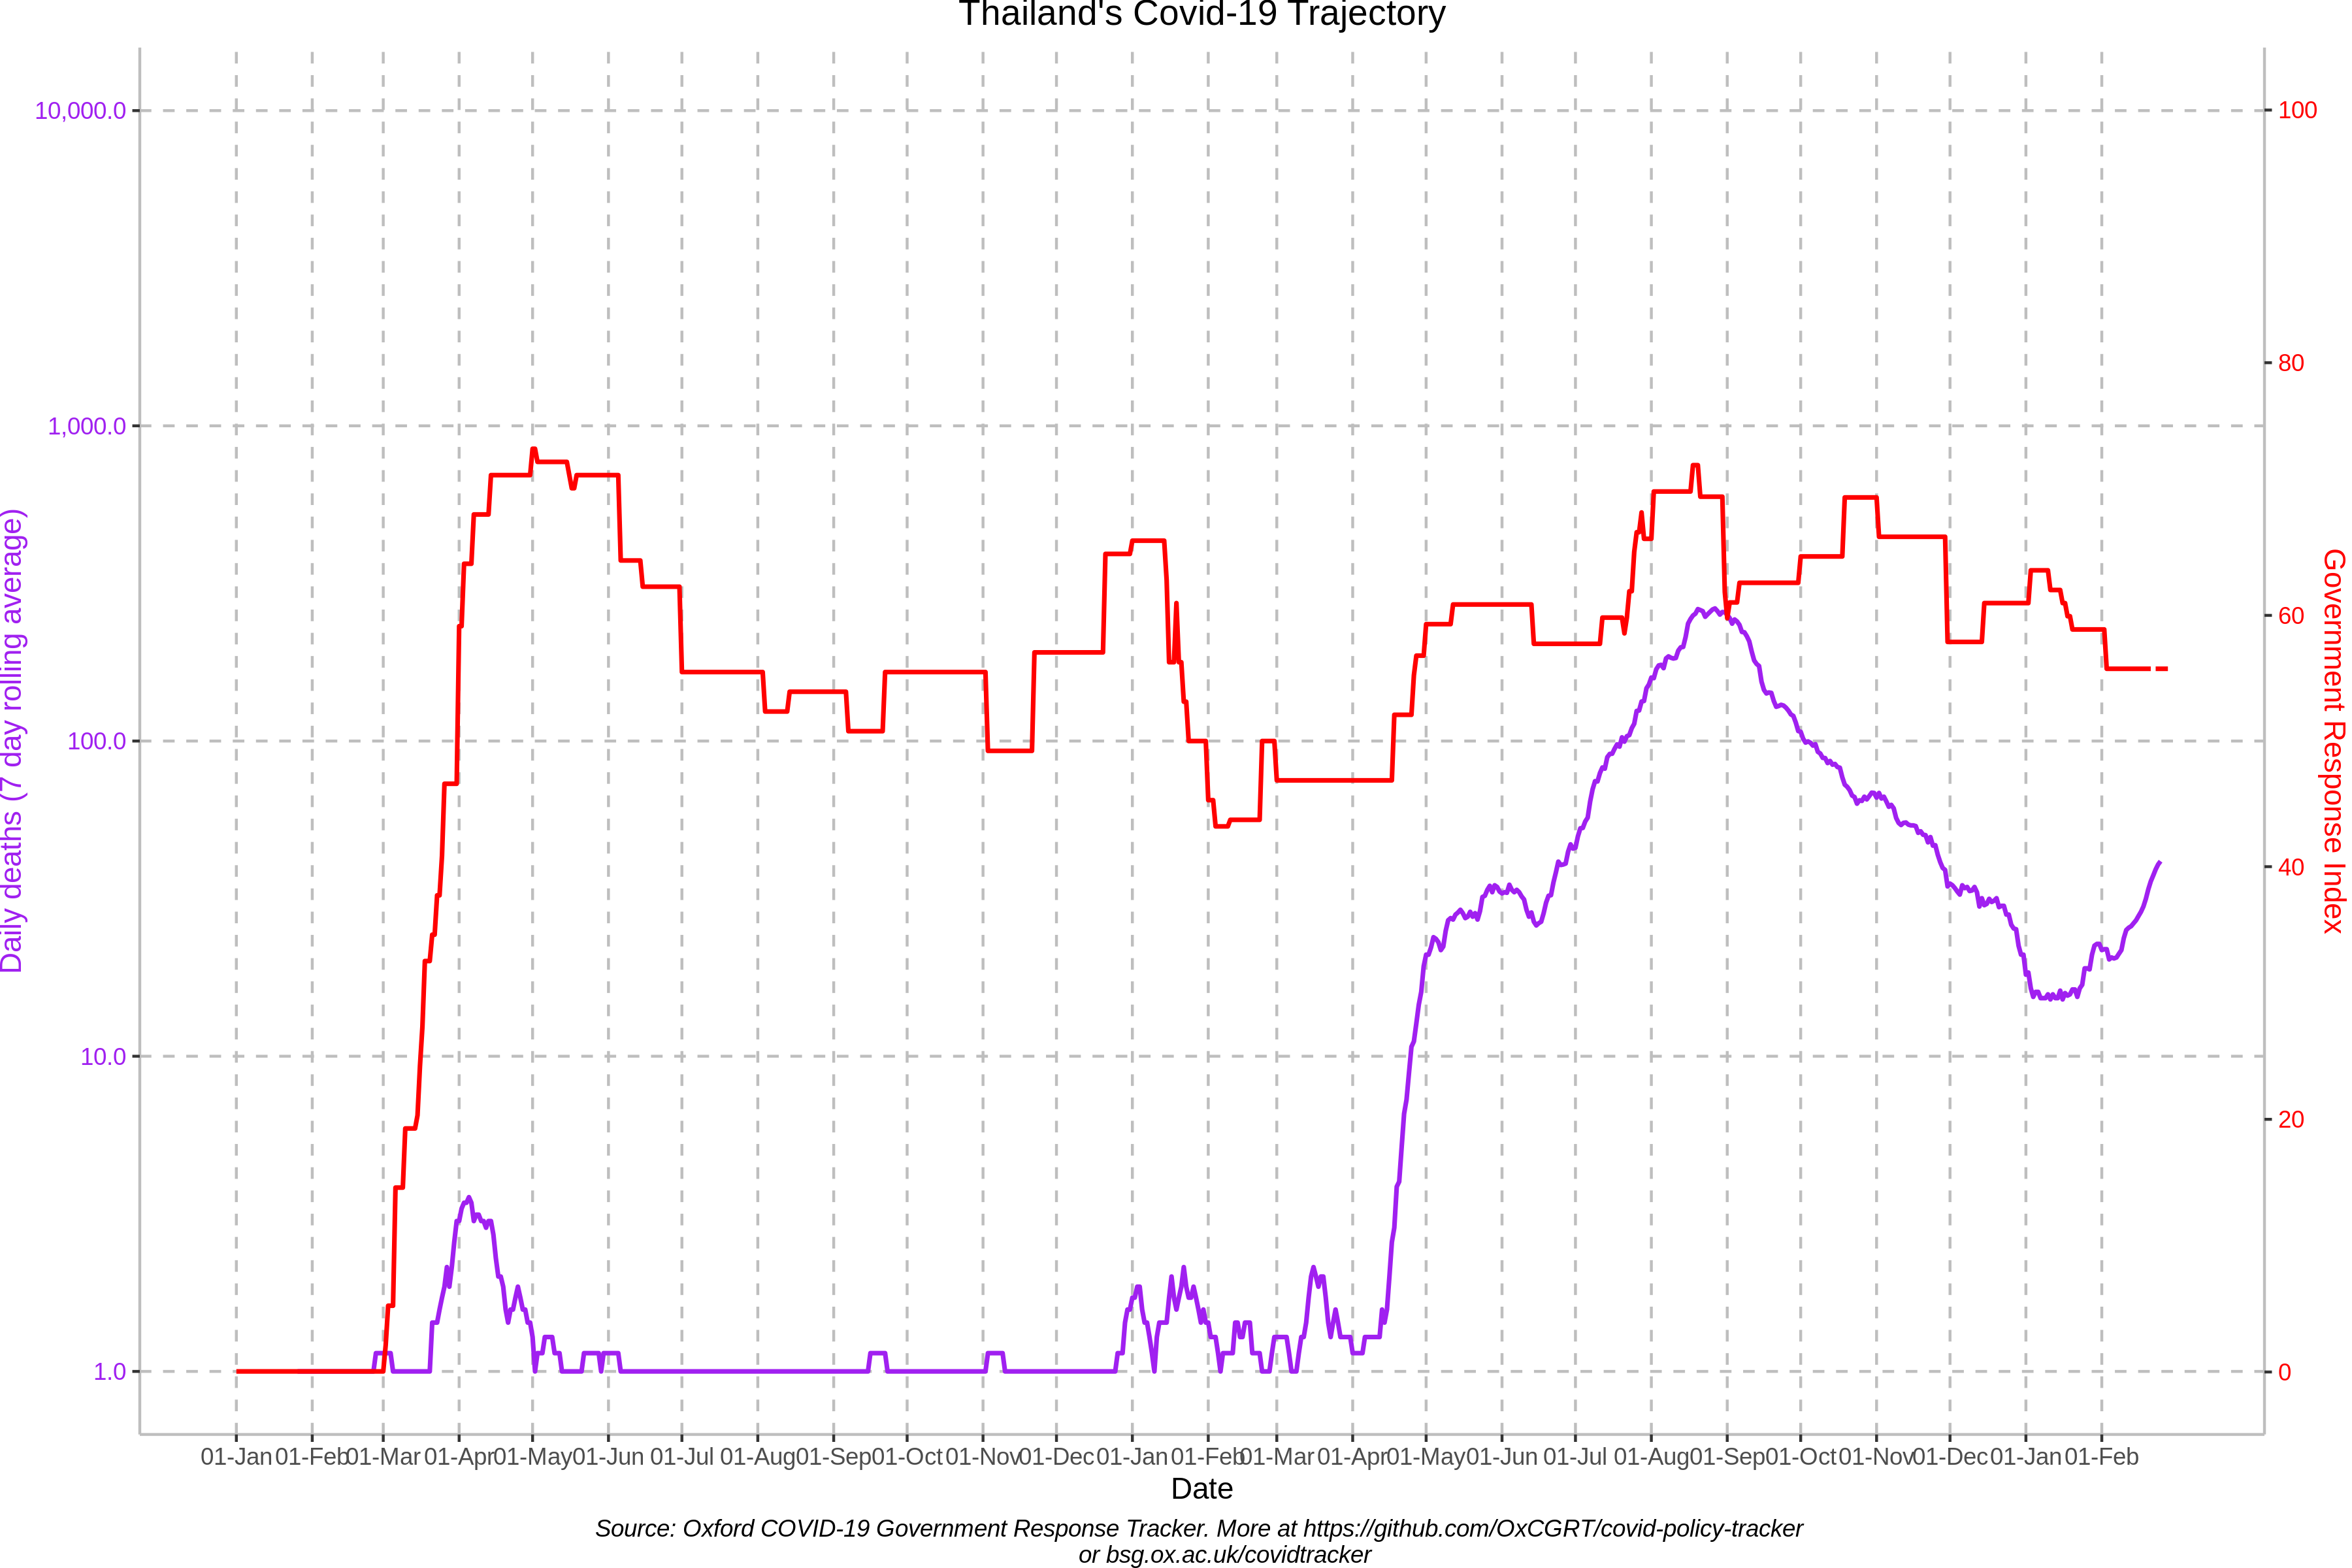 Thailand's Covid-19 Trajectory
10,000.0
1,000.0
100.0
10.0
1.0
Daily deaths (7 day rolling average)
100
80
60
40
20
0
Government Response Index
01-Jan 01-Feb 01-Mar 01-Apr 01-May 01-Jun 01-Jul 01-Aug 01-Sep 01-Oct 01-Nov 01-Dec 01-Jan 01-Feb 01-Mar 01-Apr 01-May 01-Jun 01-Jul 01-Aug 01-Sep 01-Oct 01-Nov 01-Dec 01-Jan 01-Feb
Date
Source: Oxford COVID-19 Government Response Tracker. More at https://github.com/OxCGRT/covid-policy-tracker
or bsg.ox.ac.uk/covidtracker